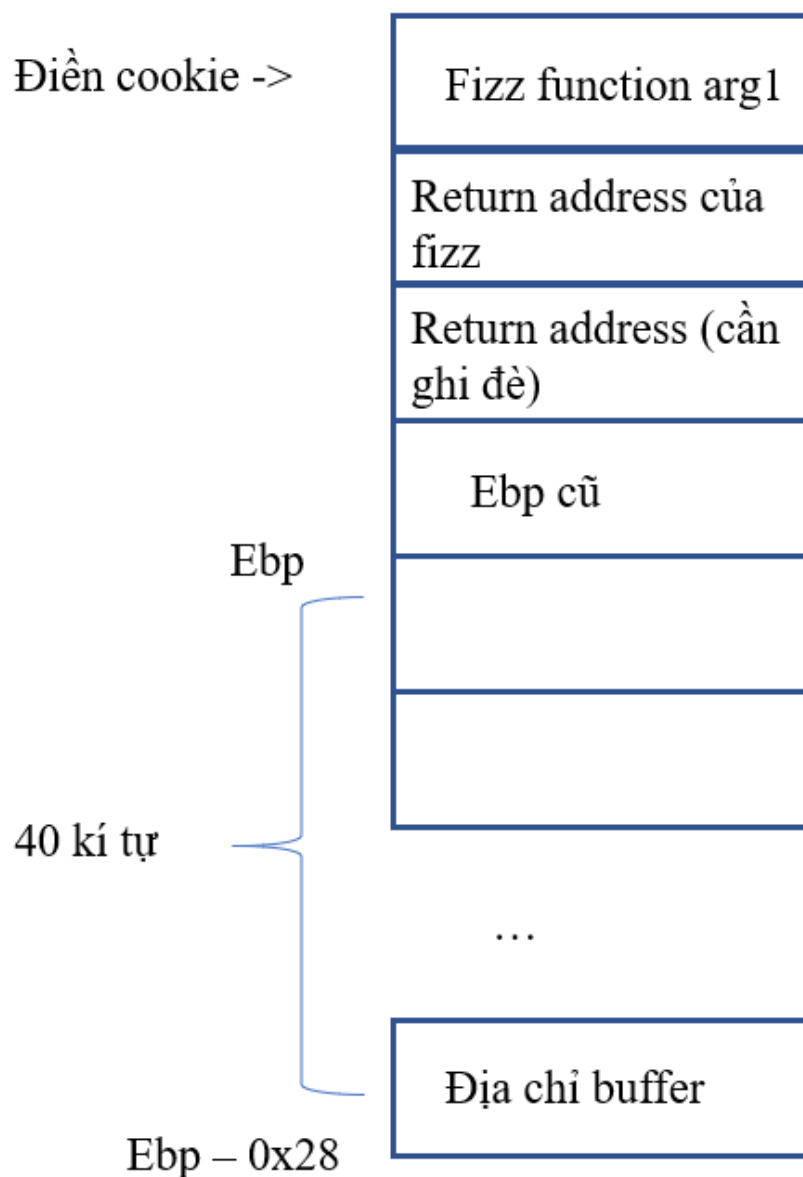 Điền cookie ->
Fizz function arg1
Return address của
fizz
Return address (cần
ghi đè)
Ebp cũ
Ebp
40 kí tự
...
Địa chỉ buffer
Ebp – 0x28